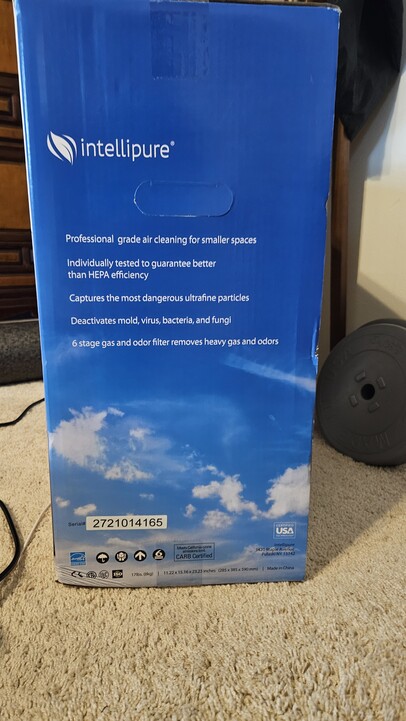 intellipure®
Professional grade air cleaning for smaller spaces
Individually tested to guarantee better
than HEPA efficiency
Captures the most dangerous ultrafine particles
Deactivates mold, virus, bacteria, and fungi
6 stage gas and odor filter removes heavy gas and odors
Serial# 2721014165
USA
CARB Certified
Made in China